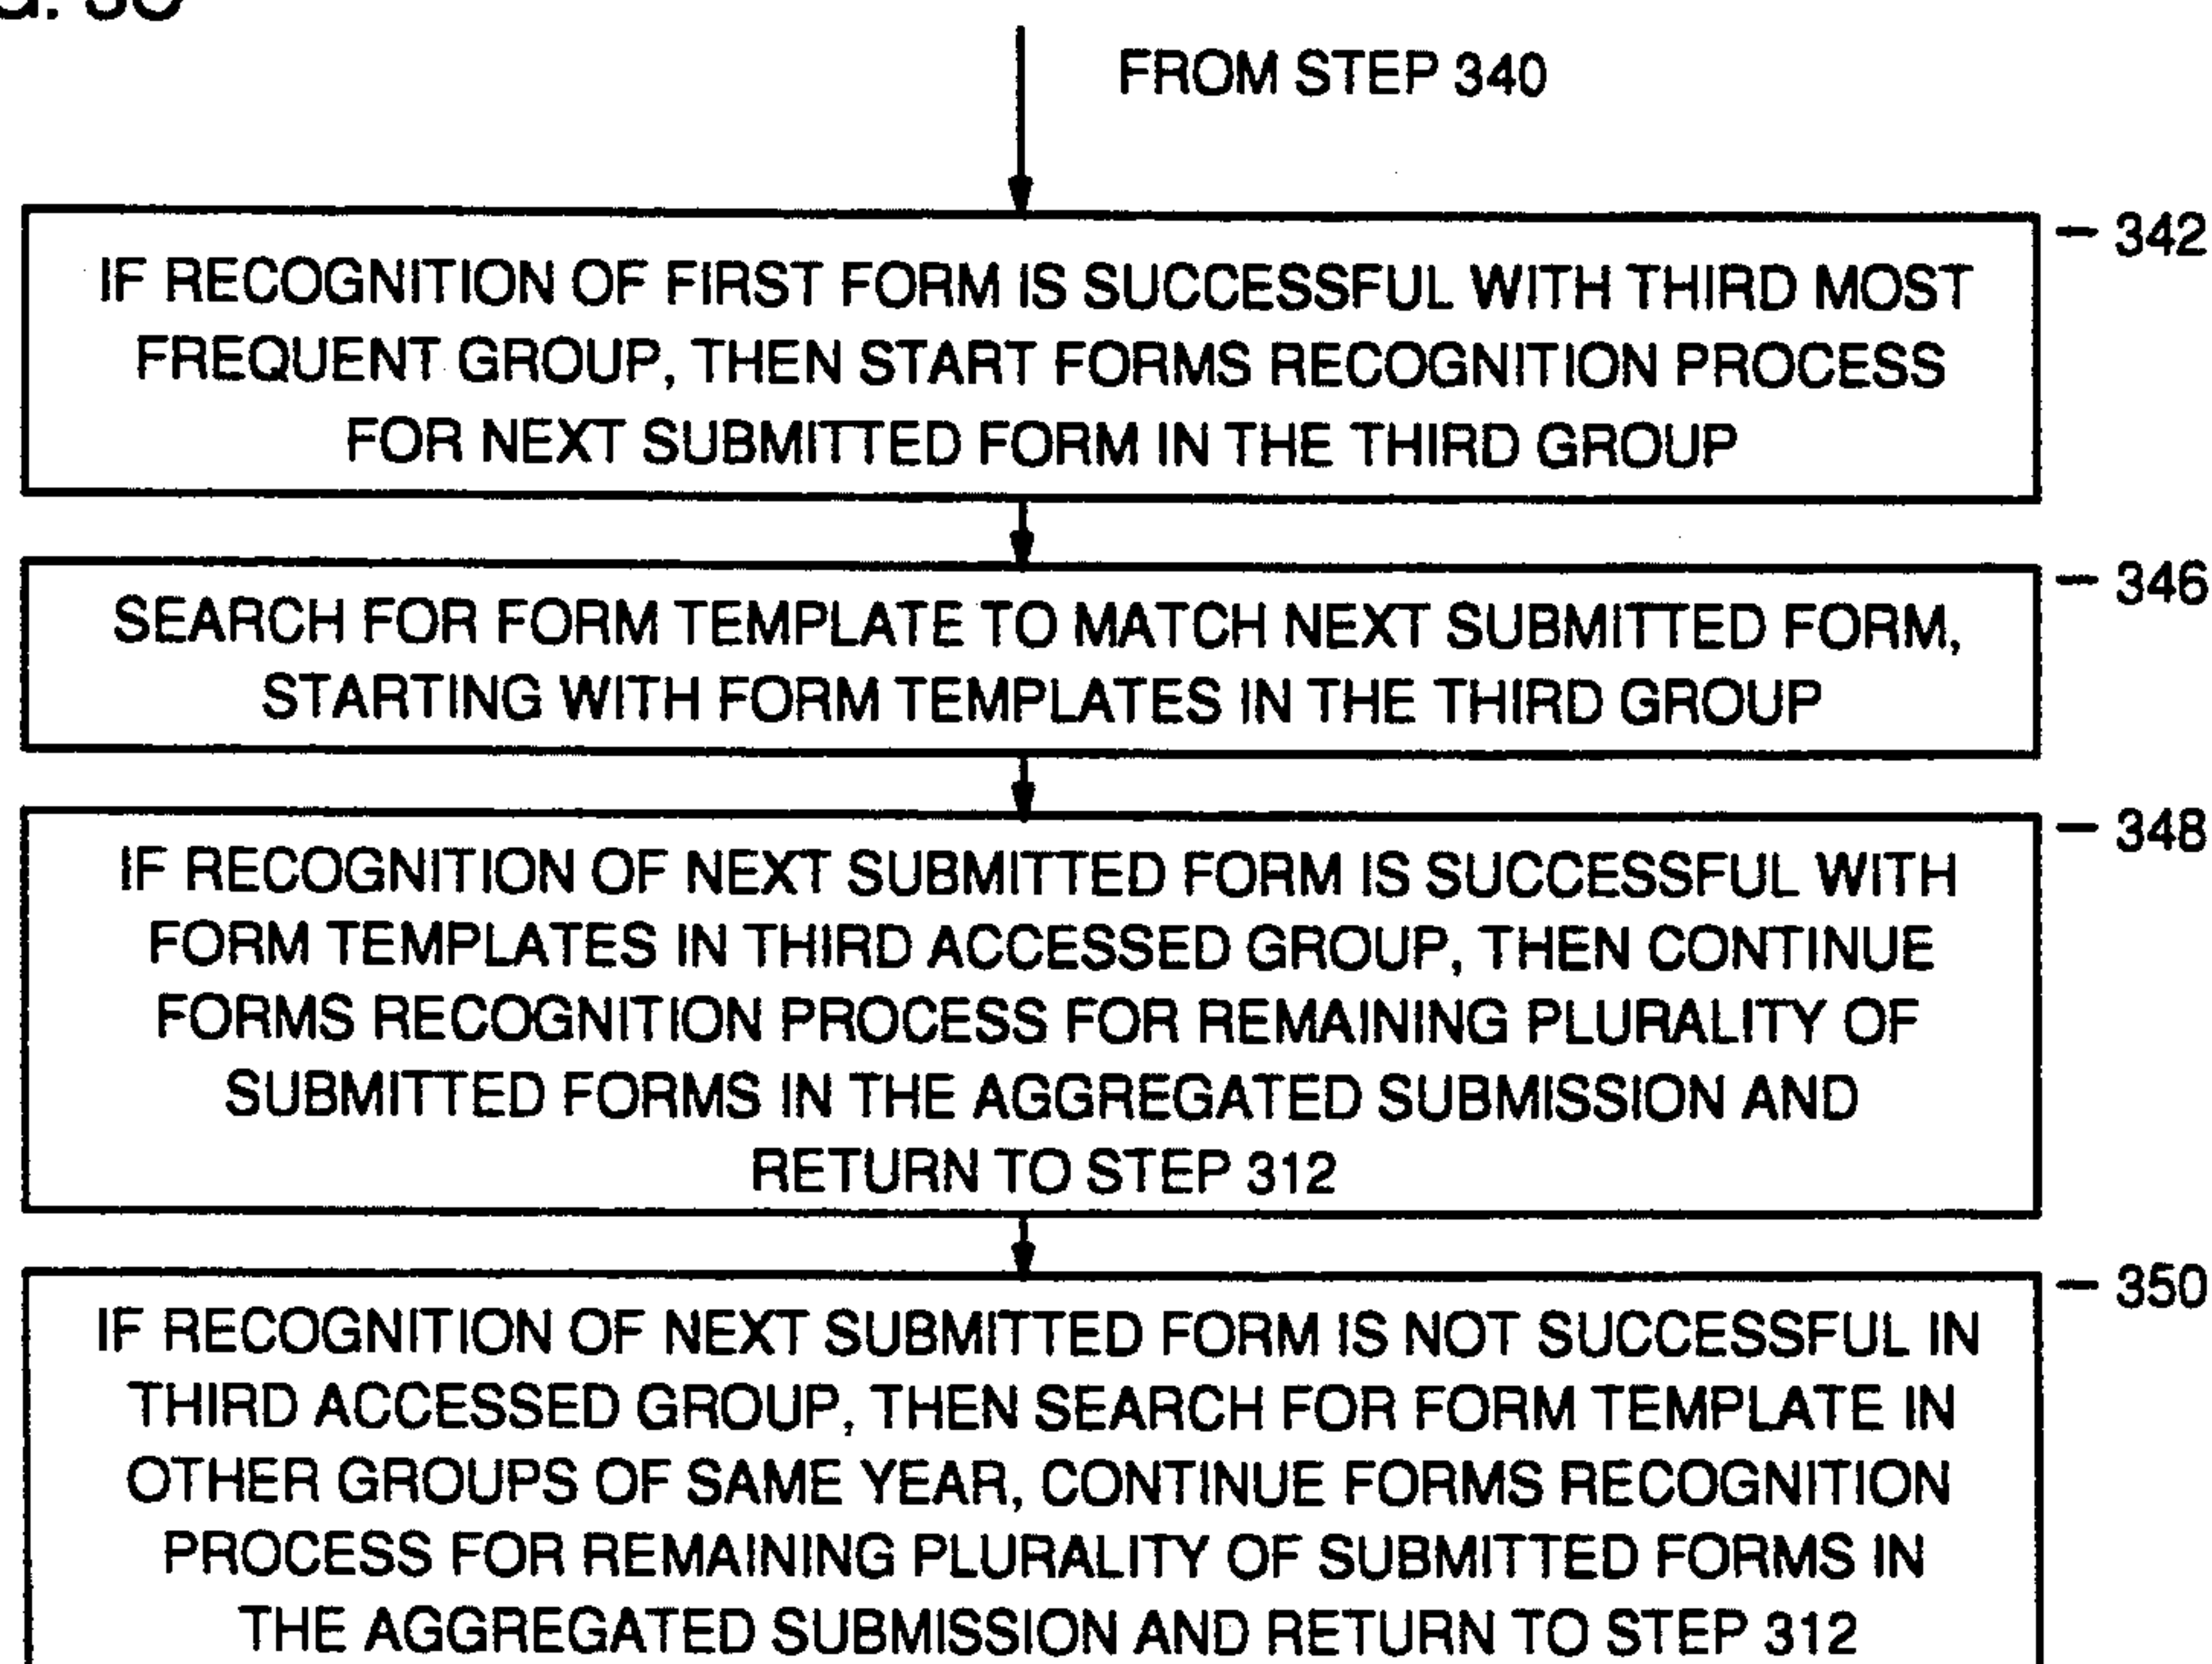 FROM STEP 340
342
IF RECOGNITION OF FIRST FORM IS SUCCESSFUL WITH THIRD MOST
FREQUENT GROUP, THEN START FORMS RECOGNITION PROCESS
FOR NEXT SUBMITTED FORM IN THE THIRD GROUP
346
SEARCH FOR FORM TEMPLATE TO MATCH NEXT SUBMITTED FORM,
STARTING WITH FORM TEMPLATES IN THE THIRD GROUP
348
IF RECOGNITION OF NEXT SUBMITTED FORM IS SUCCESSFUL WITH
FORM TEMPLATES IN THIRD ACCESSED GROUP, THEN CONTINUE
FORMS RECOGNITION PROCESS FOR REMAINING PLURALITY OF
SUBMITTED FORMS IN THE AGGREGATED SUBMISSION AND
RETURN TO STEP 312
350
IF RECOGNITION OF NEXT SUBMITTED FORM IS NOT SUCCESSFUL IN
THIRD ACCESSED GROUP, THEN SEARCH FOR FORM TEMPLATE IN
OTHER GROUPS OF SAME YEAR, CONTINUE FORMS RECOGNITION
PROCESS FOR REMAINING PLURALITY OF SUBMITTED FORMS IN
THE AGGREGATED SUBMISSION AND RETURN TO STEP 312